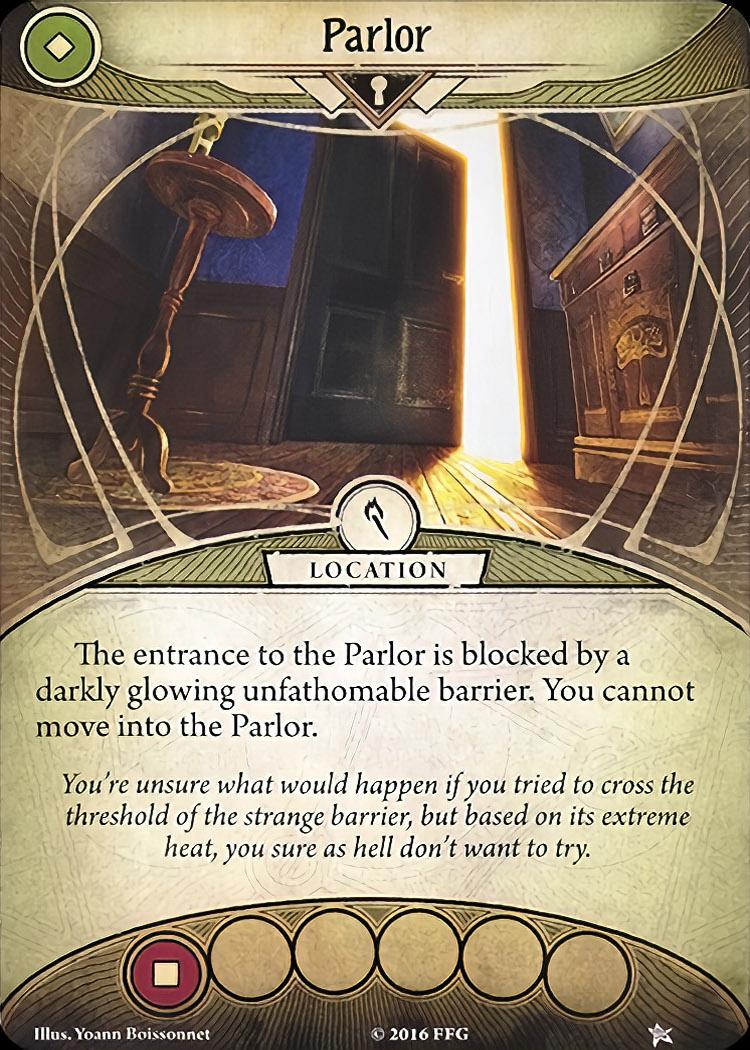 Parlor
LOCATION
The entrance to the Parlor is blocked by a
darkly glowing unfathomable barrier. You cannot
move into the Parlor.
You're unsure what would happen if you tried to cross the
threshold of the strange barrier, but based on its extreme
heat, you sure as hell don't want to try.
Illus. Yoann Boissonnet
© 2016 FFG